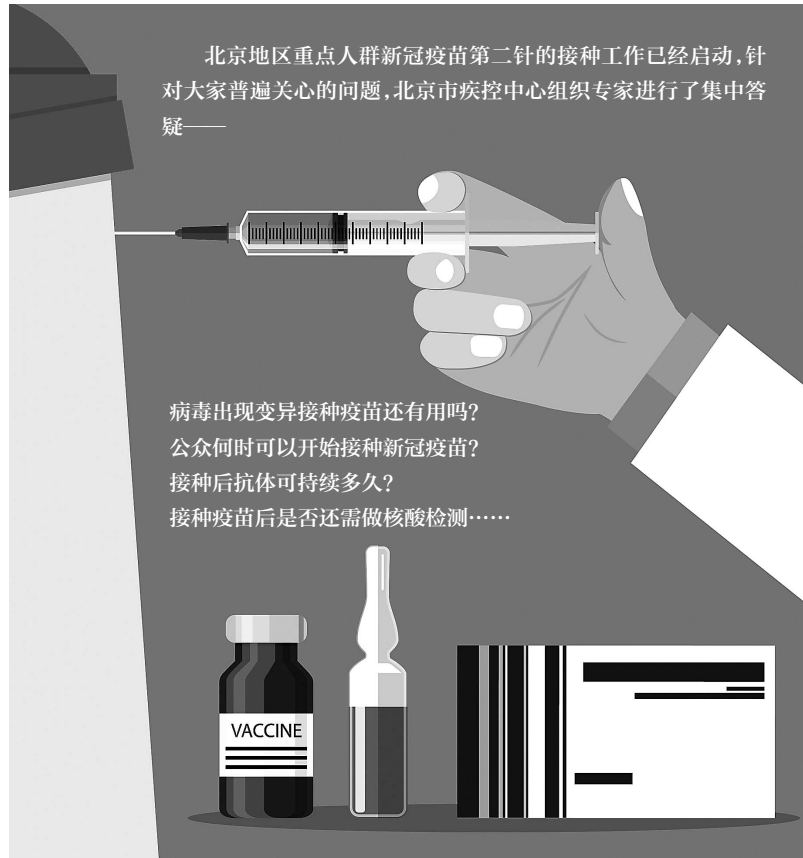 北京地区重点人群新冠疫苗第二针的接种工作已经启动,针
对大家普遍关心的问题,北京市疾控中心组织专家进行了集中答
疑——
病毒出现变异接种疫苗还有用吗?
公众何时可以开始接种新冠疫苗?
接种后抗体可持续多久?
接种疫苗后是否还需做核酸检测……
VACCINE